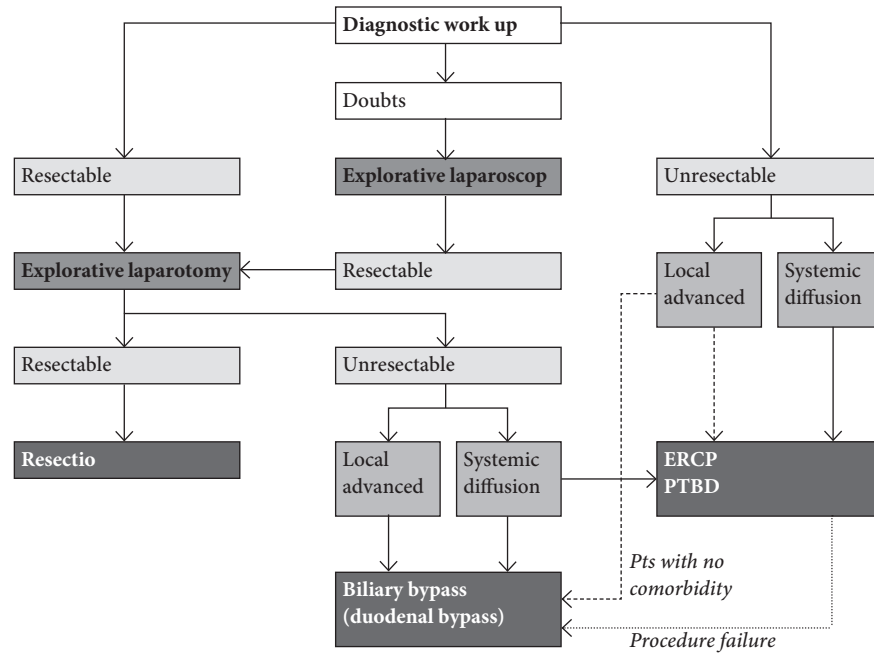 Diagnostic work up
Doubts
Resectable
Explorative laparoscop
Unresectable
Explorative laparotomy
Resectable
Local
advanced
Systemic
diffusion
Resectable
Unresectable
Resectio
Local
advanced
Systemic
diffusion
ERCP
PTBD
Pts with no
comorbidity
Biliary bypass
(duodenal bypass)
Procedure failure